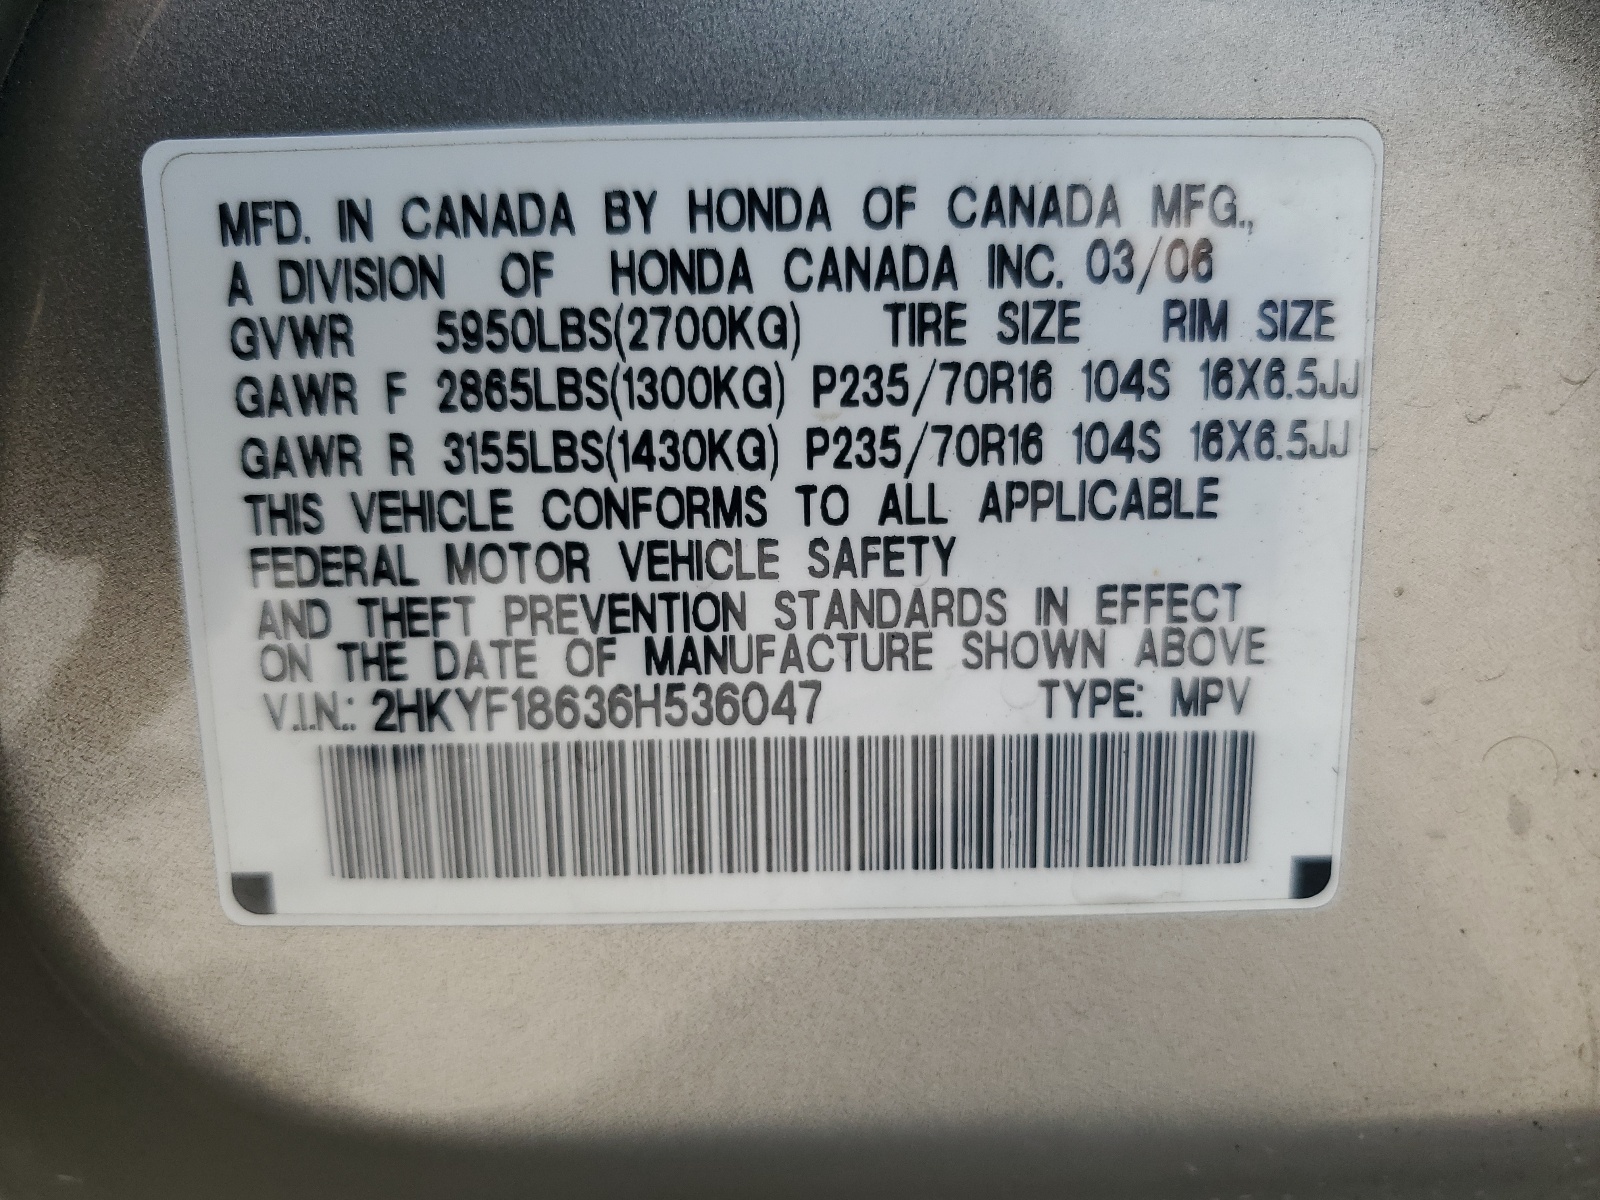 MFD. IN CANADA BY HONDA OF CANADA MFG.,
A DIVISION OF HONDA CANADA INC. 03/06
GVWR 5950LBS(2700KG) TIRE SIZE RIM SIZE
GAWR F 2865LBS(1300KG) P235/70R16 104S 16X6.5JJ
GAWR R 3155LBS(1430KG) P235/70R16 104S 16X6.5JJ
THIS VEHICLE CONFORMS TO ALL APPLICABLE
FEDERAL MOTOR VEHICLE SAFETY
AND THEFT PREVENTION STANDARDS IN EFFECT
ON THE DATE OF MANUFACTURE SHOWN ABOVE
V.I.N.: 2HKYF18636H536047 TYPE: MPV